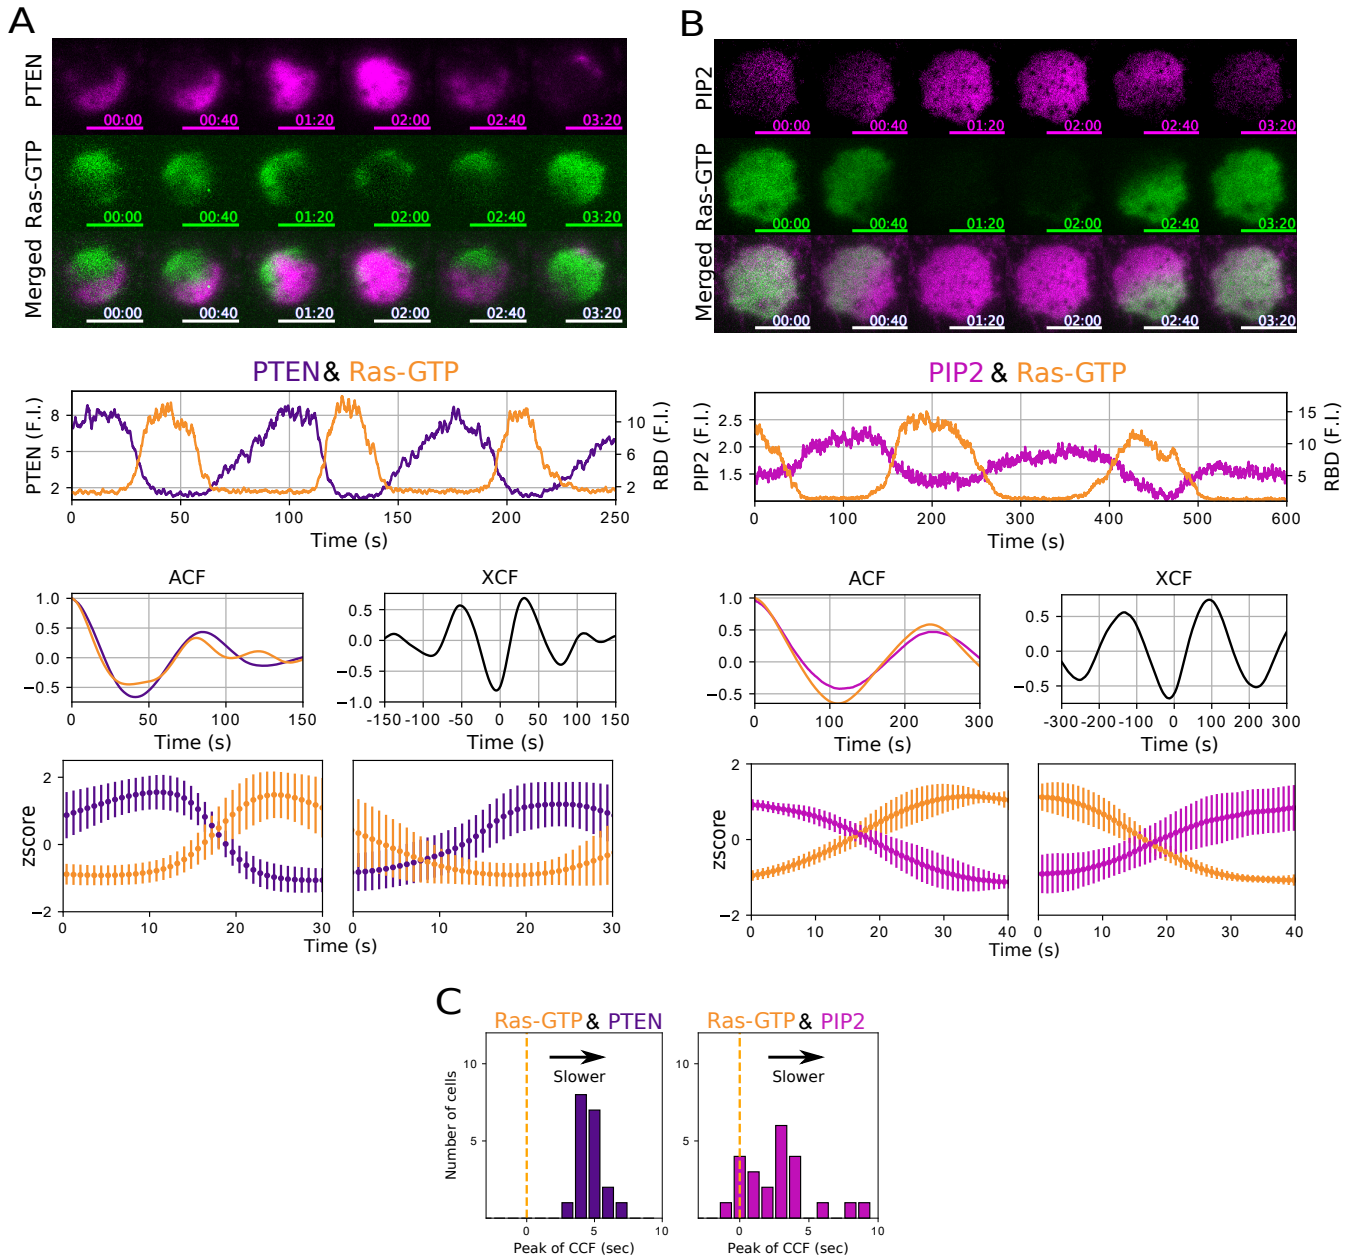 A
PTEN
00:00 00:40 01:20 02:00 02:40 03:20
Ras-GTP
00:00 00:40 01:20 02:00 02:40 03:20
Merged
00:00 00:40 01:20 02:00 02:40 03:20
PTEN & Ras-GTP
PTEN (F.I.)
8
5
2
RBD (F.I.)
10
6
2
0 50 100 150 200 250
Time (s)
ACF
1.0
0.5
0.0
−0.5
0 50 100 150
Time (s)
XCF
0.5
0.0
−0.5
−1.0
-150 -100 -50 0 50 100 150
Time (s)
zscore
2
0
−2
0 10 20 30
0 10 20 30
Time (s)
B
PIP2
00:00 00:40 01:20 02:00 02:40 03:20
Ras-GTP
00:00 00:40 01:20 02:00 02:40 03:20
Merged
00:00 00:40 01:20 02:00 02:40 03:20
PIP2 & Ras-GTP
PIP2 (F.I.)
2.5
2.0
1.5
RBD (F.I.)
15
10
5
0 100 200 300 400 500 600
Time (s)
ACF
1.0
0.5
0.0
−0.5
0 100 200 300
Time (s)
XCF
0.5
0.0
−0.5
-300 -200 -100 0 100 200 300
Time (s)
zscore
2
0
−2
0 10 20 30 40
0 10 20 30 40
Time (s)
C
Ras-GTP & PTEN
Number of cells
10
5
Slower
0 5 10
Peak of CCF (sec)
Ras-GTP & PIP2
10
5
Slower
0 5 10
Peak of CCF (sec)